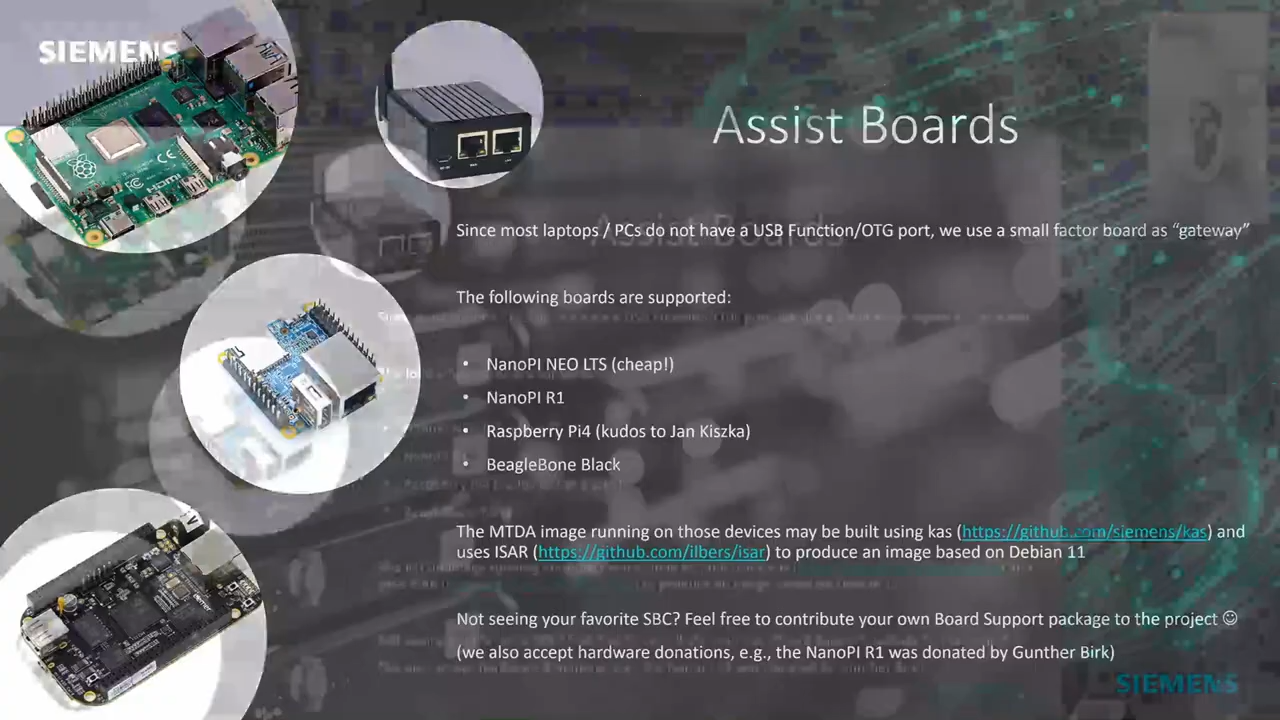 SIEMENS
Assist Boards
Since most laptops / PCs do not have a USB Function/OTG port, we use a small factor board as “gateway”
The following boards are supported:
• NanoPI NEO LTS (cheap!)
• NanoPI R1
• Raspberry Pi4 (kudos to Jan Kiszka)
• BeagleBone Black
The MTDA image running on those devices may be built using kas (https://github.com/siemens/kas) and
uses ISAR (https://github.com/ilbers/isar) to produce an image based on Debian 11
Not seeing your favorite SBC? Feel free to contribute your own Board Support package to the project ☺
(we also accept hardware donations, e.g., the NanoPI R1 was donated by Gunther Birk)
SIEMENS